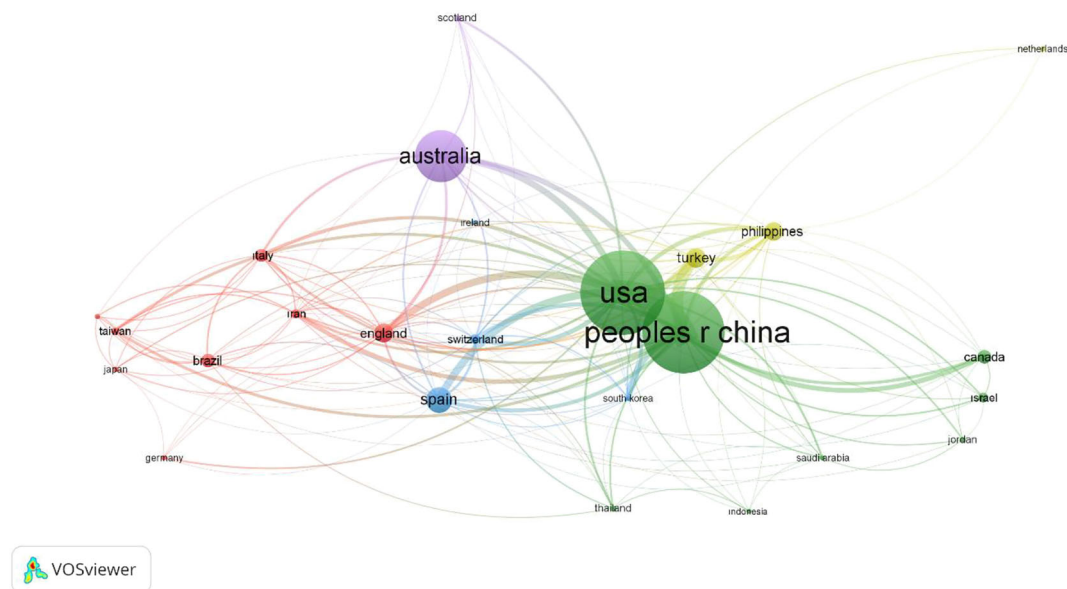 scotland
netherlands
australia
ireland
philippines
italy
turkey
usa
iran
taiwan
england
peoples r china
switzerland
japan
brazil
canada
spain
south korea
israel
jordan
germany
saudi arabia
thailand
indonesia
VOSviewer